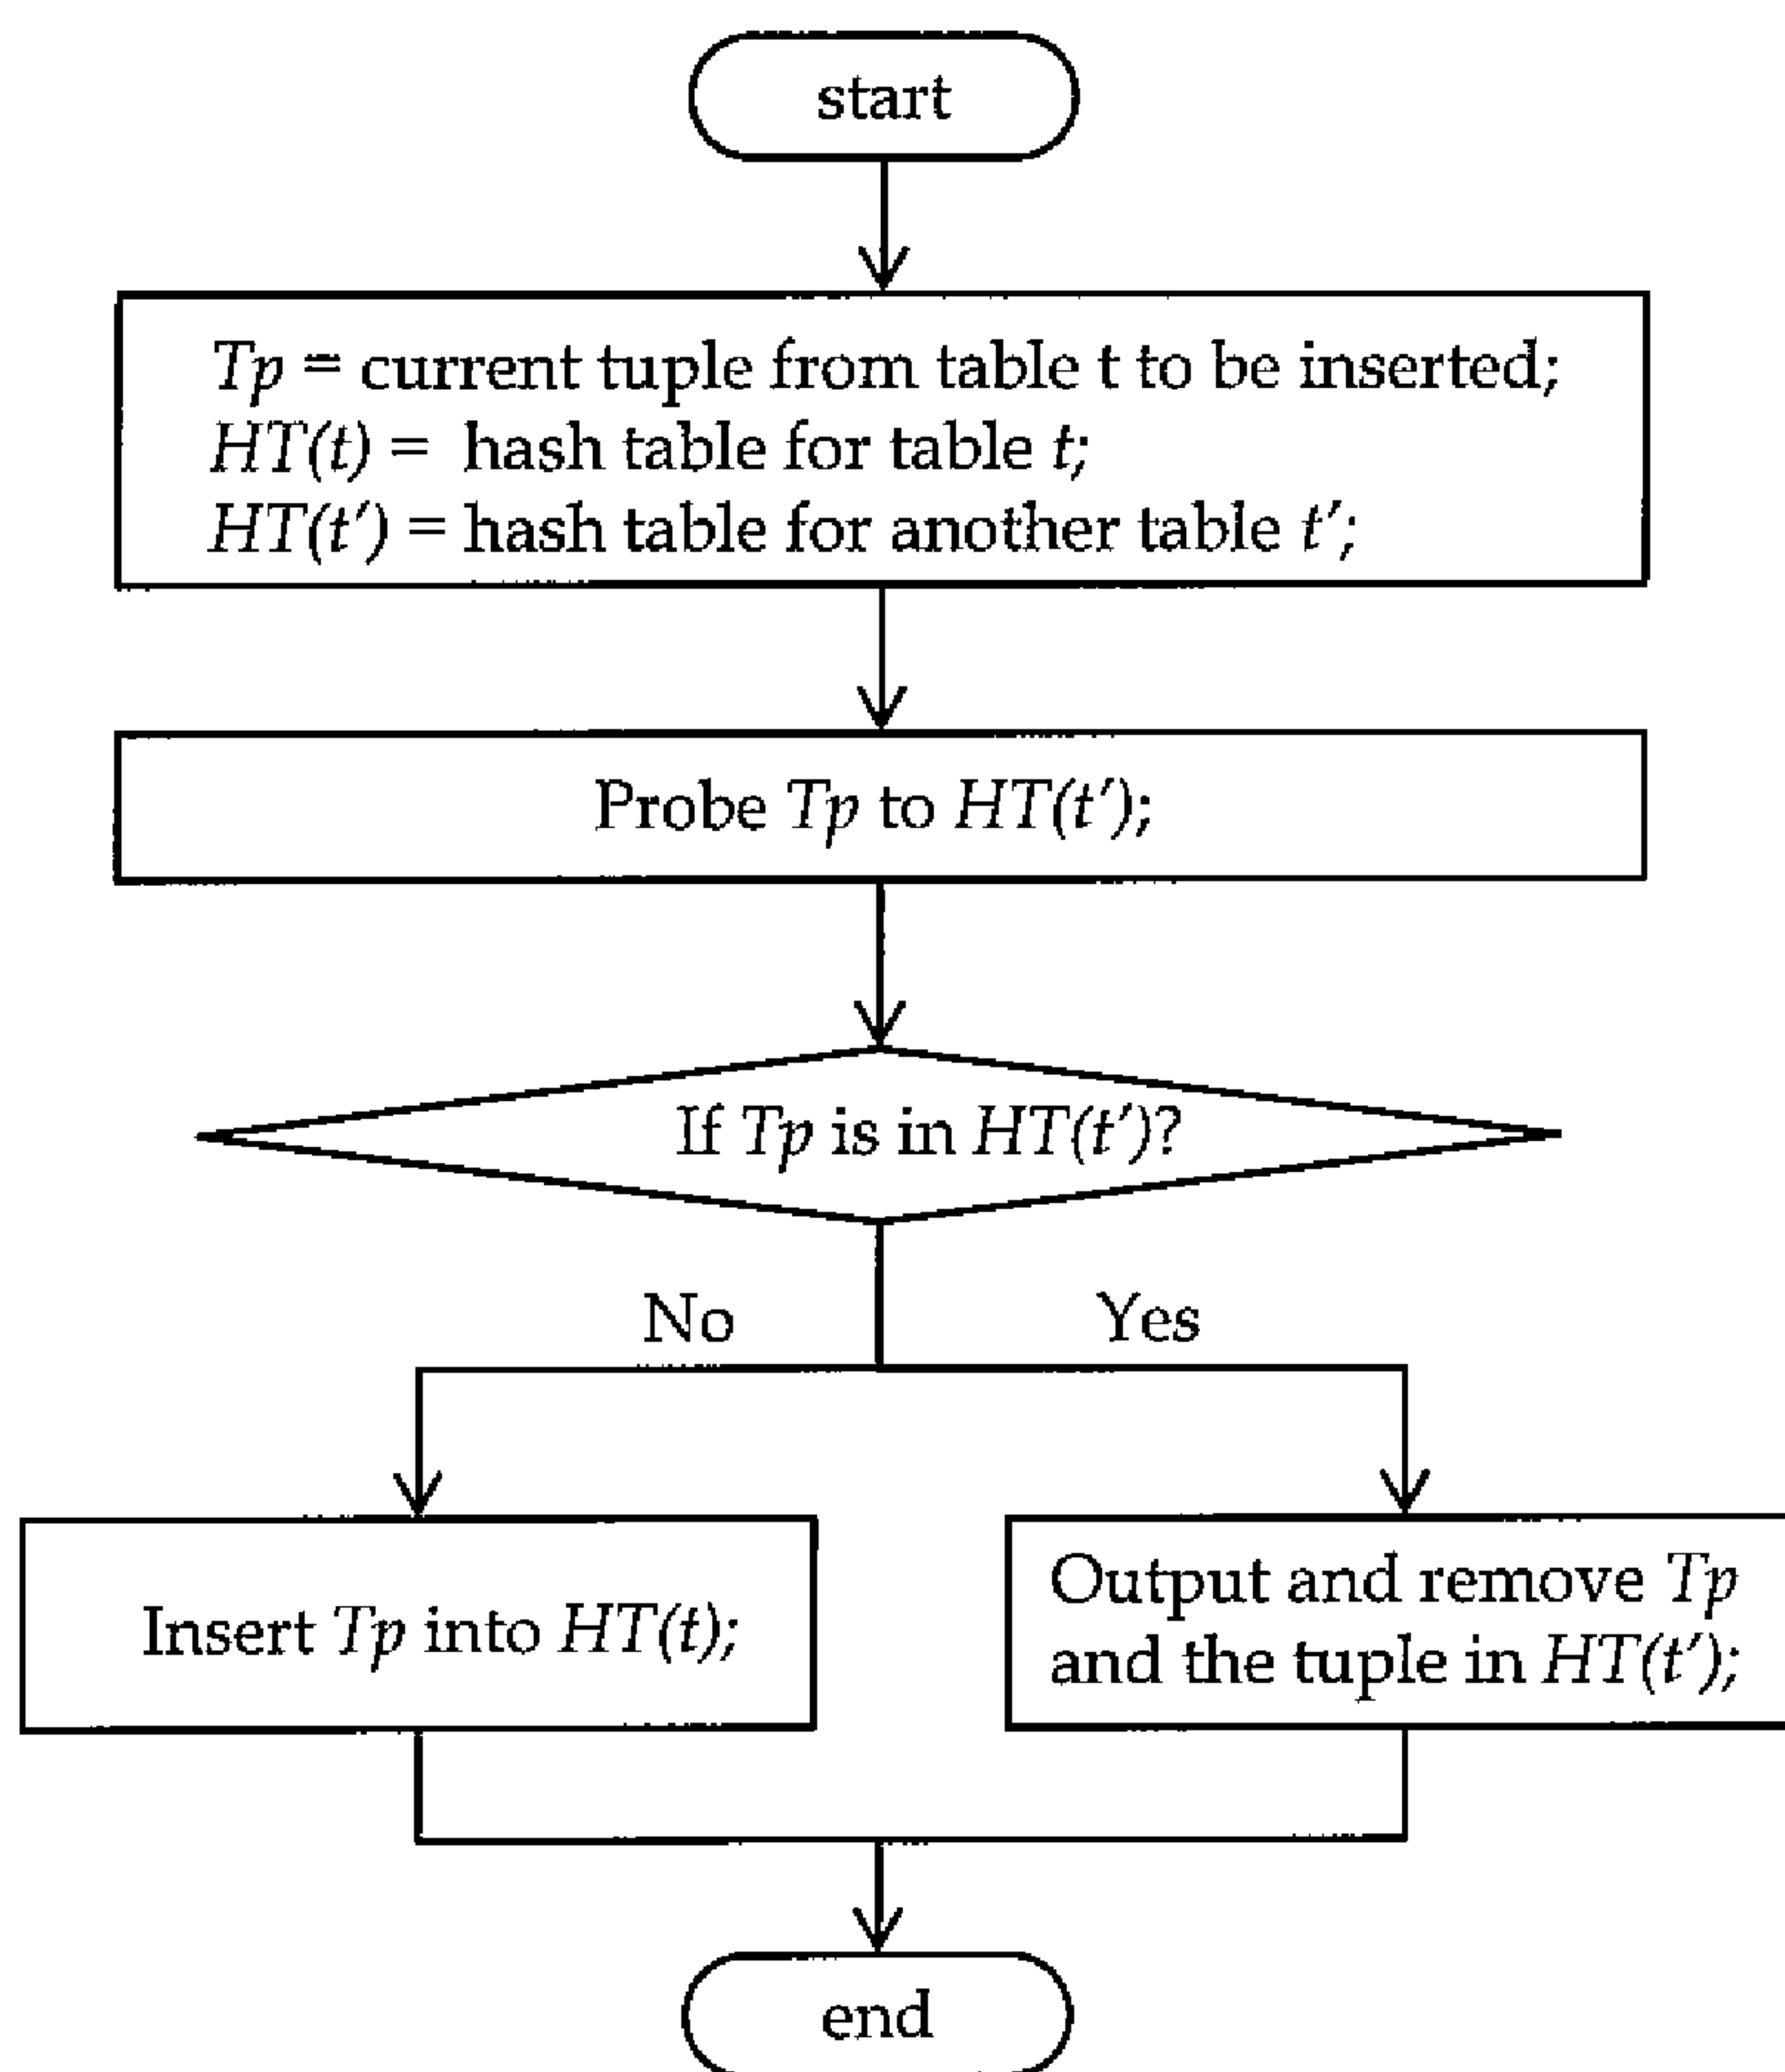 start
Tp = current tuple from table t to be inserted;
HT(t) = hash table for table t;
HT(t′) = hash table for another table t′;
Probe Tp to HT(t′);
If Tp is in HT(t′)?
No
Yes
Insert Tp into HT(t);
Output and remove Tp
and the tuple in HT(t′);
end